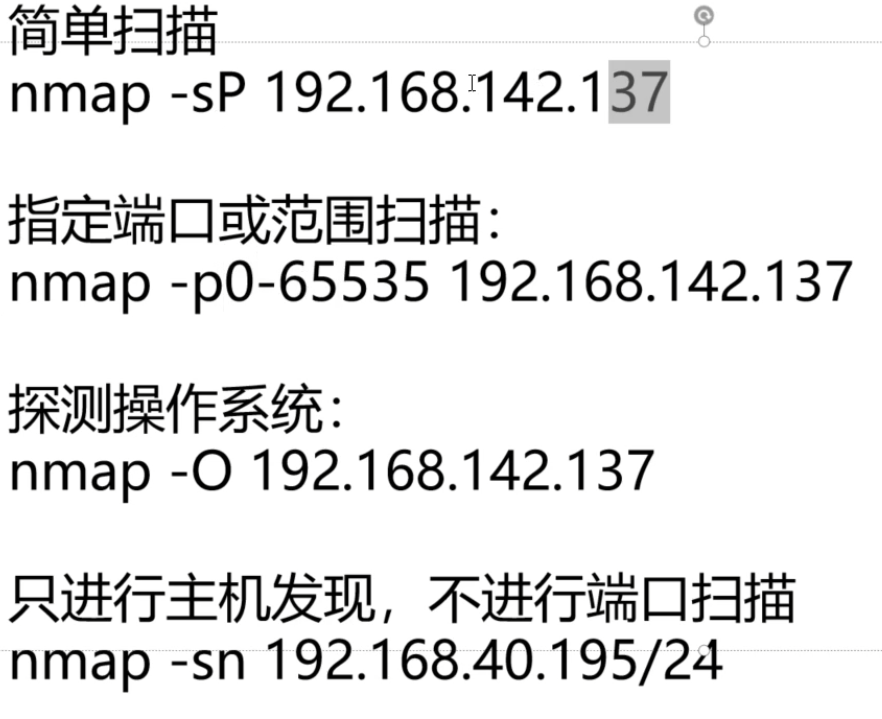 简单扫描
nmap -sP 192.168.142.137
指定端口或范围扫描：
nmap -p0-65535 192.168.142.137
探测操作系统：
nmap -O 192.168.142.137
只进行主机发现，不进行端口扫描
nmap -sn 192.168.40.195/24